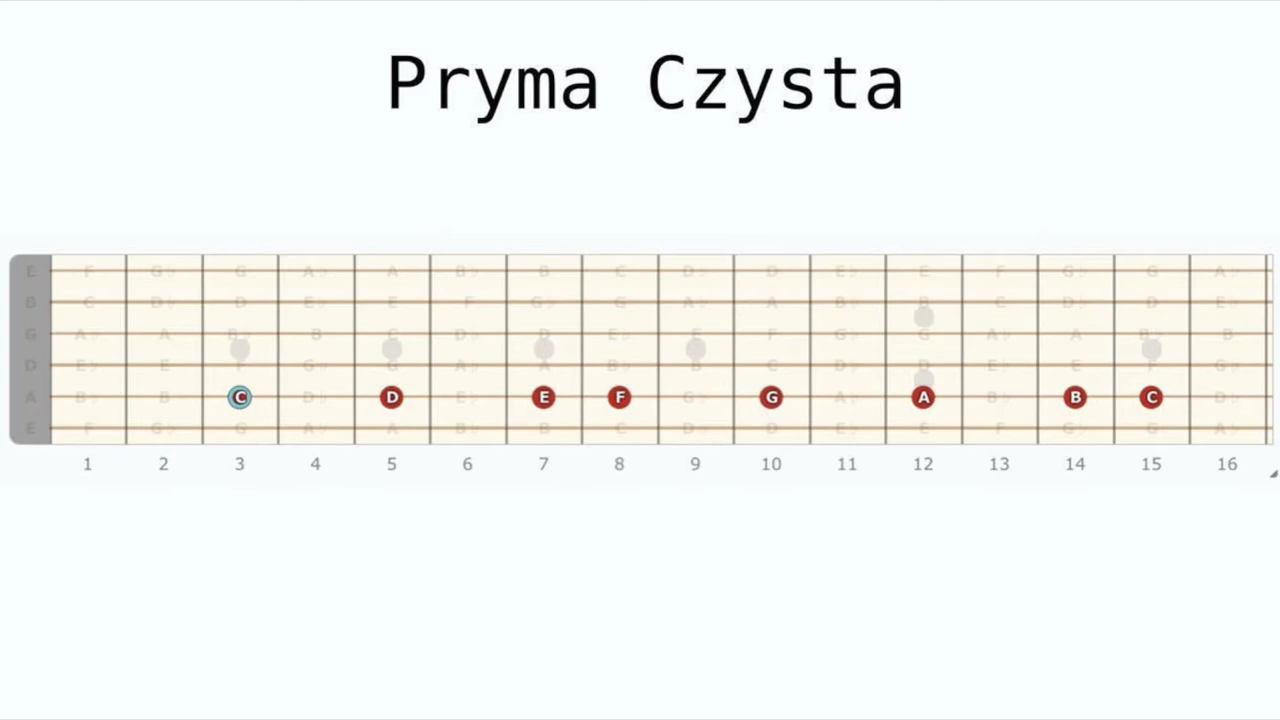 Pryma Czysta
E F G♭ G A♭ A B♭ B C D♭ D E♭ E F G♭ G A♭
B C D♭ D E♭ E F G♭ G A♭ A B♭ B C D♭ D E♭
G A♭ A B♭ B C D♭ D E♭ E F G♭ G A♭ A B♭ B
D E♭ E F G♭ G A♭ A B♭ B C D♭ D E♭ E F G♭
A B♭ B C D♭ D E♭ E F G♭ G A♭ A B♭ B C D♭
E F G♭ G A♭ A B♭ B C D♭ D E♭ E F G♭ G A♭
1 2 3 4 5 6 7 8 9 10 11 12 13 14 15 16